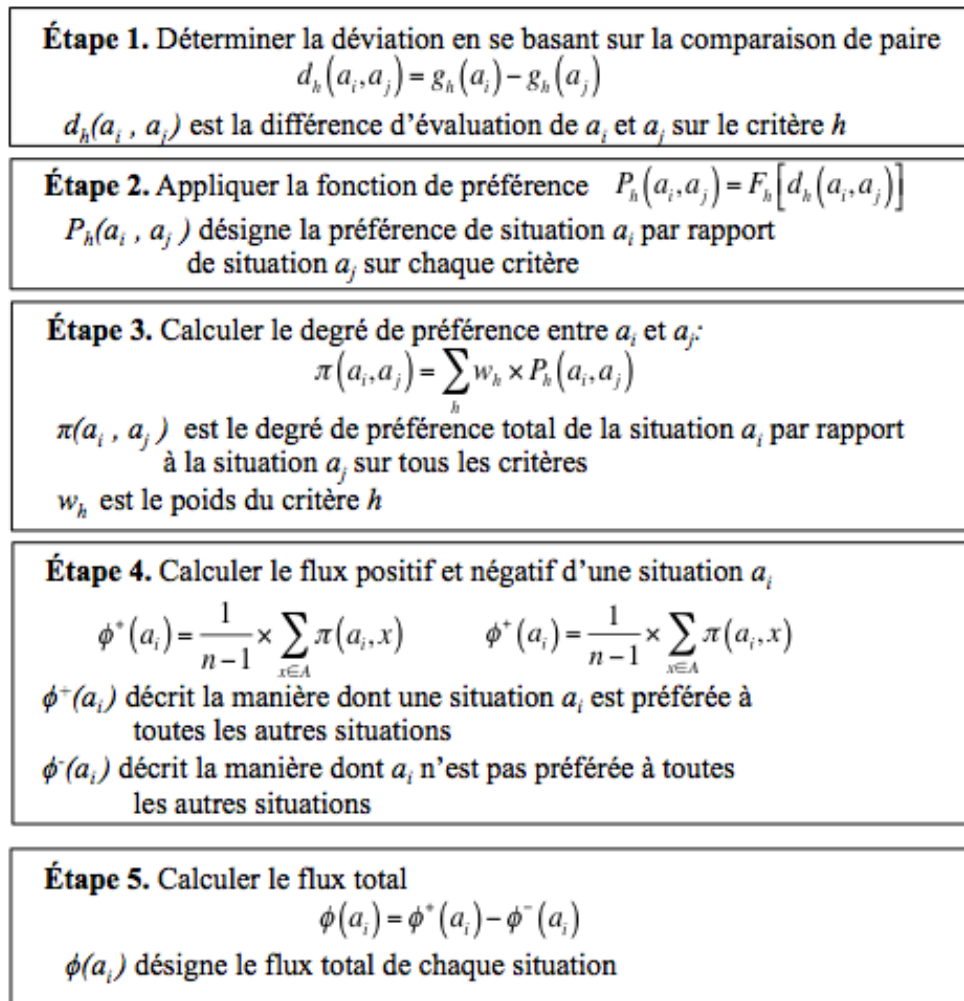 Étape 1. Déterminer la déviation en se basant sur la comparaison de paire
d_h(a_i,a_j) = g_h(a_i) − g_h(a_j)
d_h(a_i , a_j) est la différence d’évaluation de a_i et a_j sur le critère h
Étape 2. Appliquer la fonction de préférence P_h(a_i,a_j) = F_h[d_h(a_i,a_j)]
P_h(a_i , a_j ) désigne la préférence de situation a_i par rapport
de situation a_j sur chaque critère
Étape 3. Calculer le degré de préférence entre a_i et a_j:
π(a_i,a_j) = ∑_h w_h × P_h(a_i,a_j)
π(a_i , a_j ) est le degré de préférence total de la situation a_i par rapport
à la situation a_j sur tous les critères
w_h est le poids du critère h
Étape 4. Calculer le flux positif et négatif d’une situation a_i
ϕ⁺(a_i) = 1/(n−1) × ∑_{x∈A} π(a_i,x) ϕ⁺(a_i) = 1/(n−1) × ∑_{x∈A} π(a_i,x)
ϕ⁺(a_i) décrit la manière dont une situation a_i est préférée à
toutes les autres situations
ϕ⁻(a_i) décrit la manière dont a_i n’est pas préférée à toutes
les autres situations
Étape 5. Calculer le flux total
ϕ(a_i) = ϕ⁺(a_i) − ϕ⁻(a_i)
ϕ(a_i) désigne le flux total de chaque situation